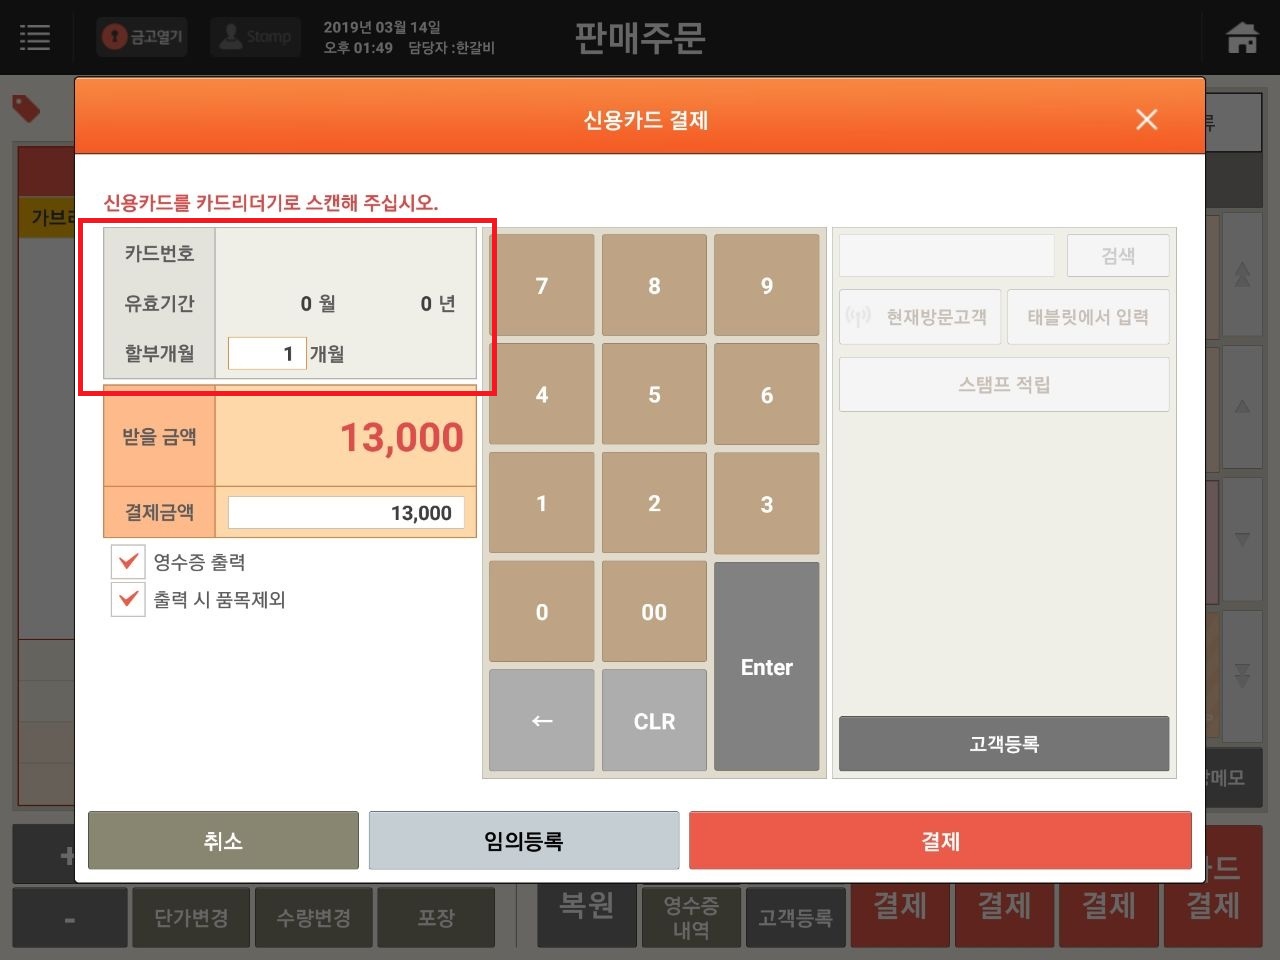 금고열기
Stamp
2019년 03월 14일
오후 01:49 담당자 :한갈비
판매주문
신용카드 결제
신용카드를 카드리더기로 스캔해 주십시오.
카드번호
유효기간 0 월 0 년
할부개월 1 개월
받을 금액 13,000
결제금액 13,000
영수증 출력
출력 시 품목제외
7 8 9
4 5 6
1 2 3
0 00
Enter
← CLR
검색
현재방문고객 태블릿에서 입력
스탬프 적립
고객등록
취소 임의등록 결제
가브리
메모
+
- 단가변경 수량변경 포장
복원
영수증
내역
고객등록
결제 결제 결제
카드
결제